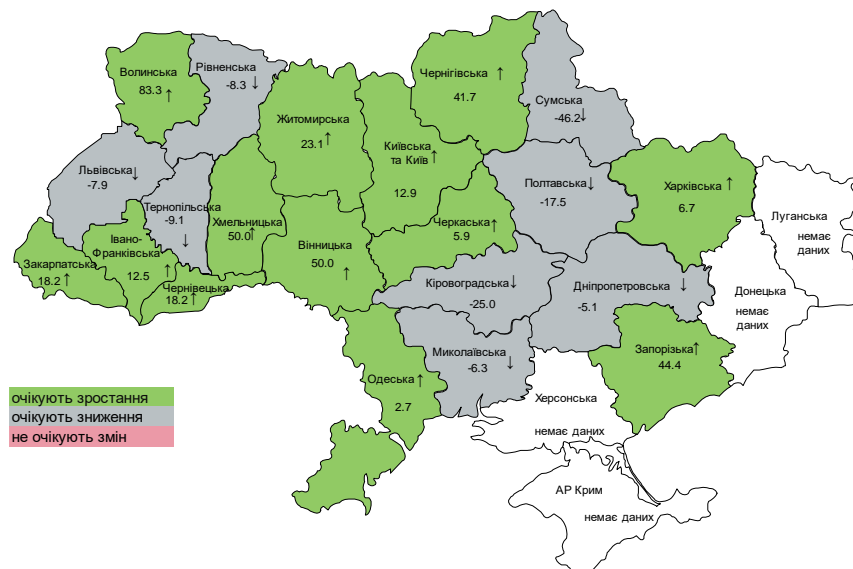 Волинська
83.3 ↑
Рівненська
-8.3 ↓
Житомирська
23.1 ↑
Київська ↑
та Київ
12.9
Чернігівська ↑
41.7
Сумська
-46.2 ↓
Львівська ↓
-7.9
Тернопільська
-9.1
↓
Хмельницька
50.0 ↑
Вінницька
50.0 ↑
Черкаська ↑
5.9
Полтавська ↓
-17.5
Харківська ↑
6.7
Луганська
немає
даних
Закарпатська
18.2 ↑
Івано-
Франківська
12.5 ↑
Чернівецька
18.2 ↑
Кіровоградська ↓
-25.0
Дніпропетровська ↓
-5.1
Донецька
немає
даних
Миколаївська
-6.3 ↓
Запорізька ↑
44.4
Одеська ↑
2.7
Херсонська
немає даних
АР Крим
немає даних
очікують зростання
очікують зниження
не очікують змін